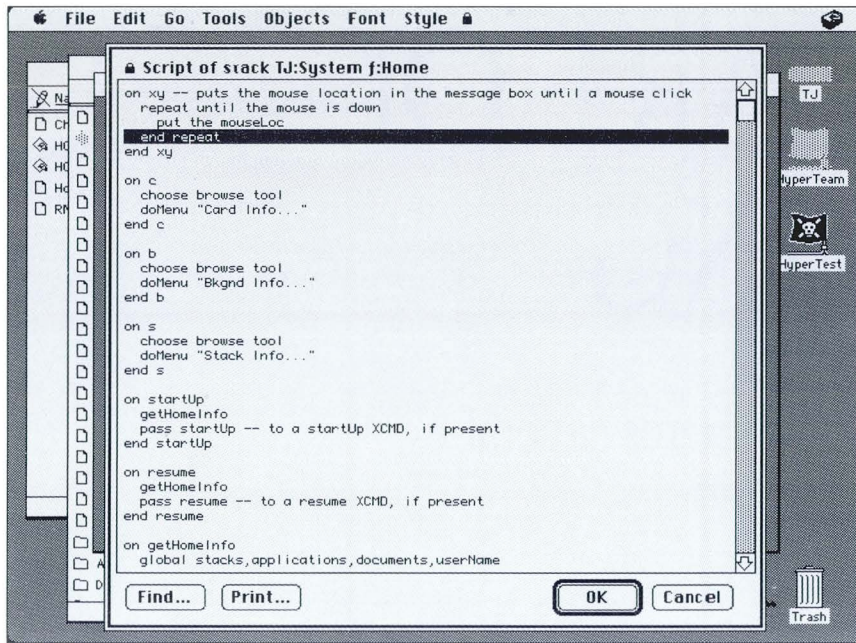 File Edit Go Tools Objects Font Style
Script of stack TJ:System ƒ:Home
on xy -- puts the mouse location in the message box until a mouse click
repeat until the mouse is down
put the mouseLoc
end repeat
end xy
on c
choose browse tool
doMenu "Card Info..."
end c
on b
choose browse tool
doMenu "Bkgnd Info..."
end b
on s
choose browse tool
doMenu "Stack Info..."
end s
on startUp
getHomeInfo
pass startUp -- to a startUp XCMD, if present
end startUp
on resume
getHomeInfo
pass resume -- to a resume XCMD, if present
end resume
on getHomeInfo
global stacks,applications,documents,userName
Find...
Print...
OK
Cancel
Na
Ch
HC
HC
Ho
A
D
TJ
HyperTeam
HyperTest
Trash